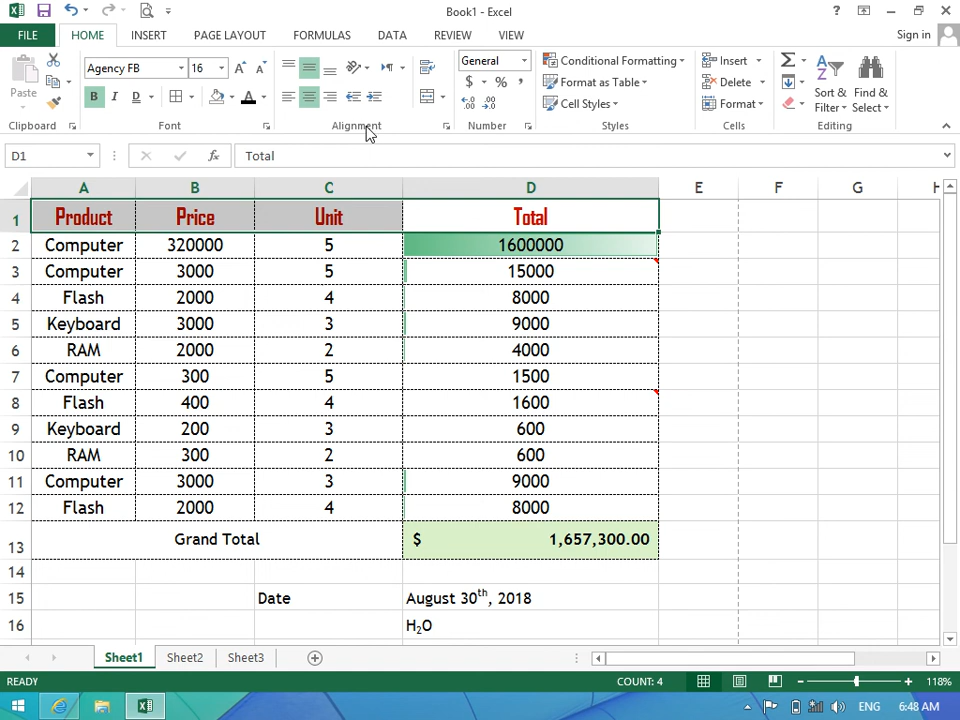 Book1 - Excel
?
FILE HOME INSERT PAGE LAYOUT FORMULAS DATA REVIEW VIEW Sign in
Paste Agency FB 16 A A General Conditional Formatting Insert
B I U A $ % , Format as Table Delete Sort & Find &
.0 .00 Cell Styles Format Filter Select
Clipboard Font Alignment Number Styles Cells Editing
D1 fx Total
A B C D E F G H
1 Product Price Unit Total
2 Computer 320000 5 1600000
3 Computer 3000 5 15000
4 Flash 2000 4 8000
5 Keyboard 3000 3 9000
6 RAM 2000 2 4000
7 Computer 300 5 1500
8 Flash 400 4 1600
9 Keyboard 200 3 600
10 RAM 300 2 600
11 Computer 3000 3 9000
12 Flash 2000 4 8000
13 Grand Total $ 1,657,300.00
14
15 Date August 30th, 2018
16 H₂O
Sheet1 Sheet2 Sheet3
READY COUNT: 4 118%
ENG 6:48 AM